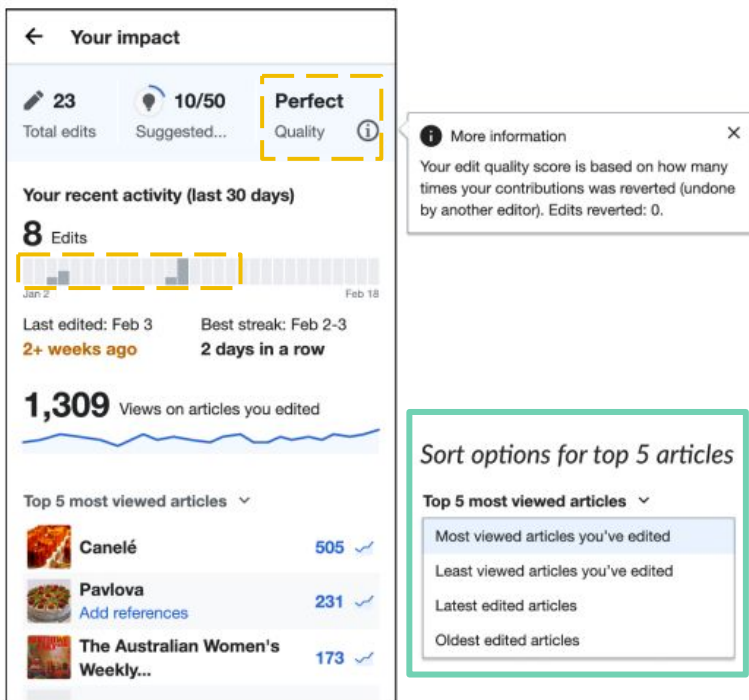 Your impact
23
Total edits
10/50
Suggested...
Perfect
Quality
Your recent activity (last 30 days)
8 Edits
Jan 2
Feb 18
Last edited: Feb 3
2+ weeks ago
Best streak: Feb 2-3
2 days in a row
1,309 Views on articles you edited
Top 5 most viewed articles
Canelé
505
Pavlova
Add references
231
The Australian Women's
Weekly...
173
More information
Your edit quality score is based on how many
times your contributions was reverted (undone
by another editor). Edits reverted: 0.
Sort options for top 5 articles
Top 5 most viewed articles
Most viewed articles you've edited
Least viewed articles you've edited
Latest edited articles
Oldest edited articles